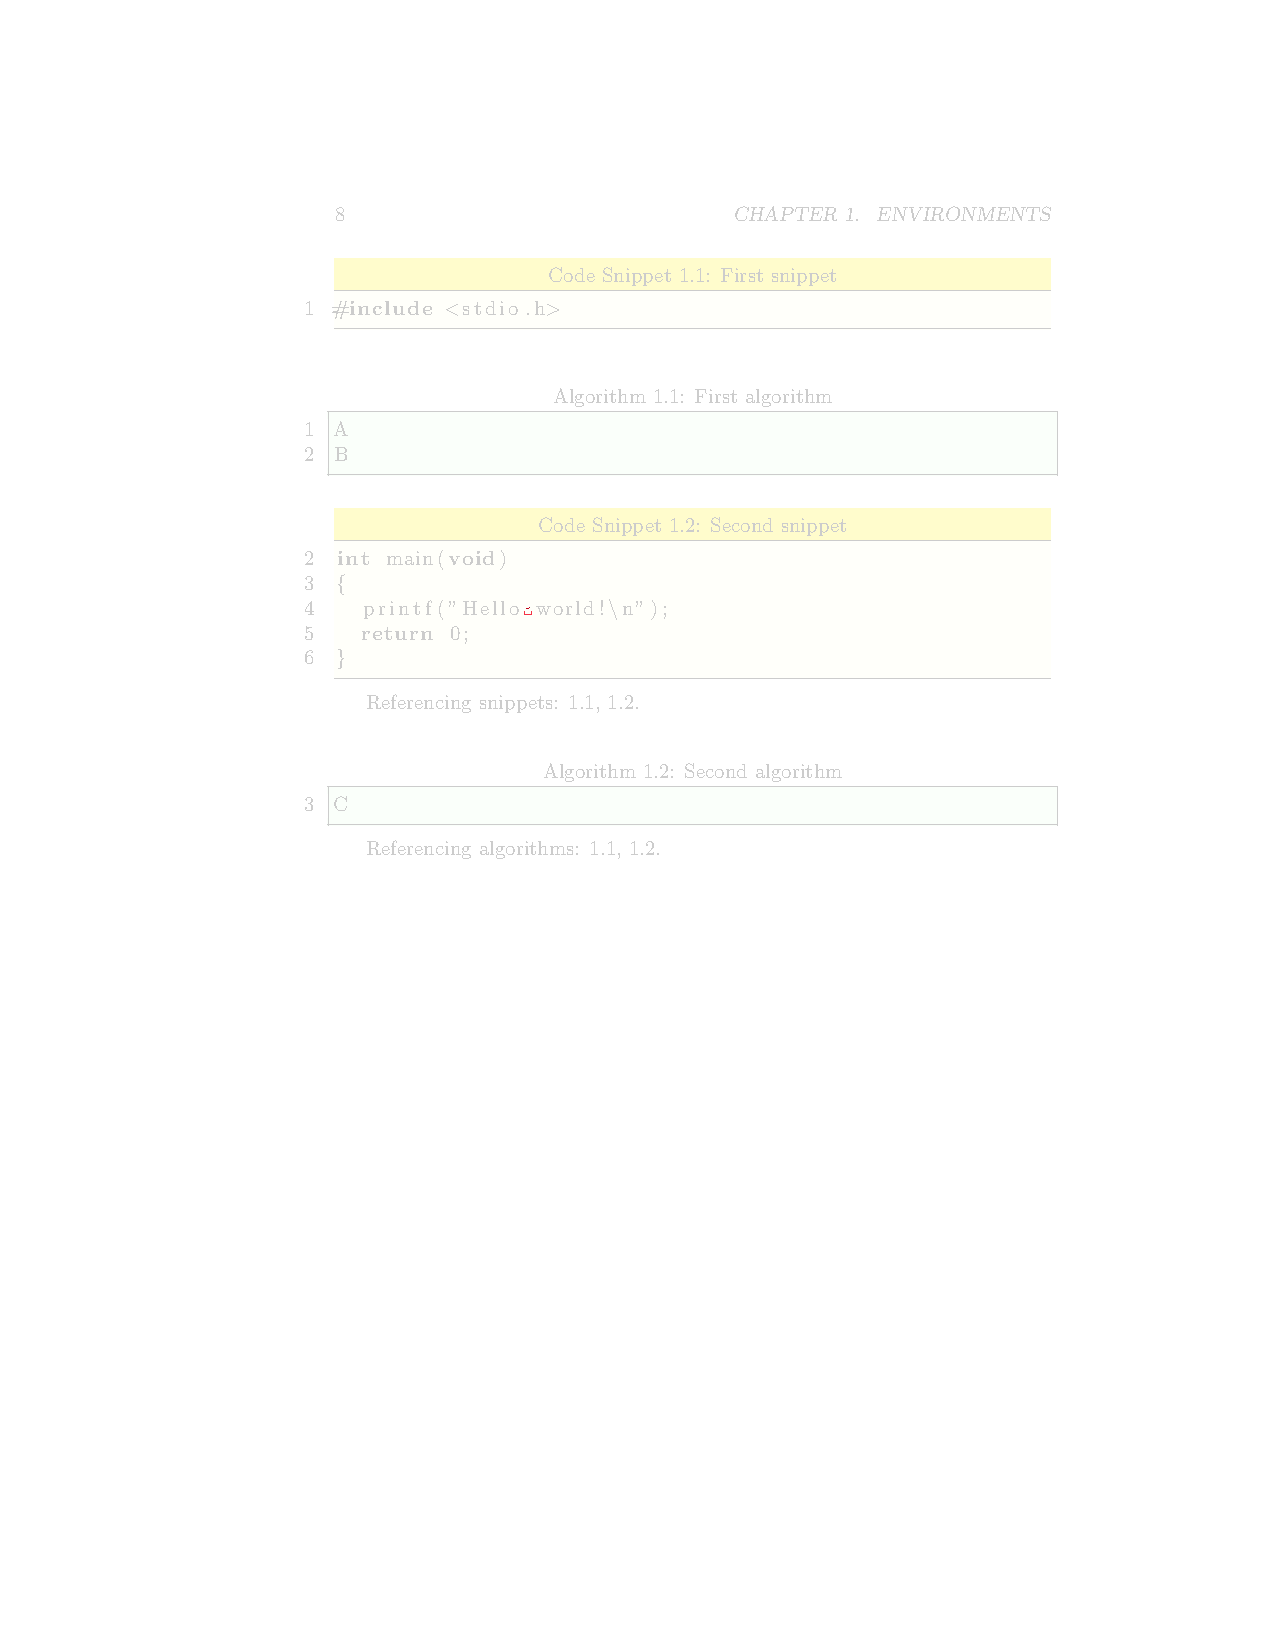 8 CHAPTER 1. ENVIRONMENTS
Code Snippet 1.1: First snippet
1 #include <stdio.h>
Algorithm 1.1: First algorithm
1 A
2 B
Code Snippet 1.2: Second snippet
2 int main(void)
3 {
4 printf("Hello␣world!\n");
5 return 0;
6 }
Referencing snippets: 1.1, 1.2.
Algorithm 1.2: Second algorithm
3 C
Referencing algorithms: 1.1, 1.2.